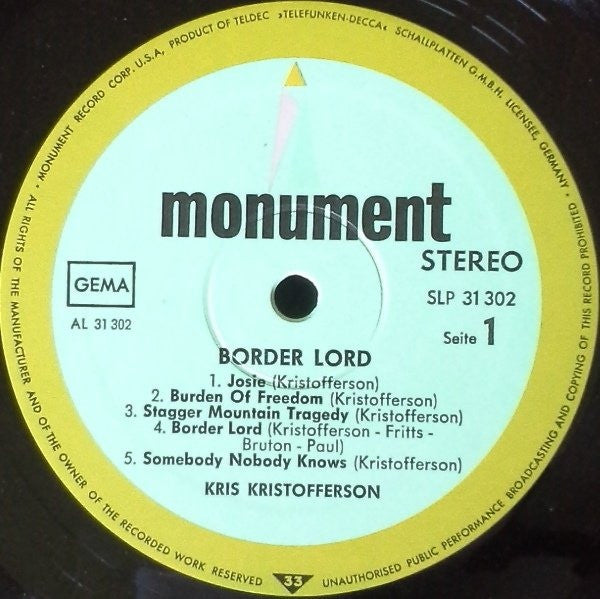 · MONUMENT RECORD CORP. U.S.A, PRODUCT OF TELDEC »TELEFUNKEN-DECCA« SCHALLPLATTEN G.M.B.H. LICENSEE, GERMANY ·
monument
STEREO
GEMA
SLP 31 302
AL 31 302
Seite 1
BORDER LORD
1. Josie (Kristofferson)
2. Burden Of Freedom (Kristofferson)
3. Stagger Mountain Tragedy (Kristofferson)
4. Border Lord (Kristofferson - Fritts -
Bruton - Paul)
5. Somebody Nobody Knows (Kristofferson)
KRIS KRISTOFFERSON
ALL RIGHTS OF THE MANUFACTURER AND OF THE OWNER OF THE RECORDED WORK RESERVED
33
UNAUTHORISED PUBLIC PERFORMANCE BROADCASTING AND COPYING OF THIS RECORD PROHIBITED